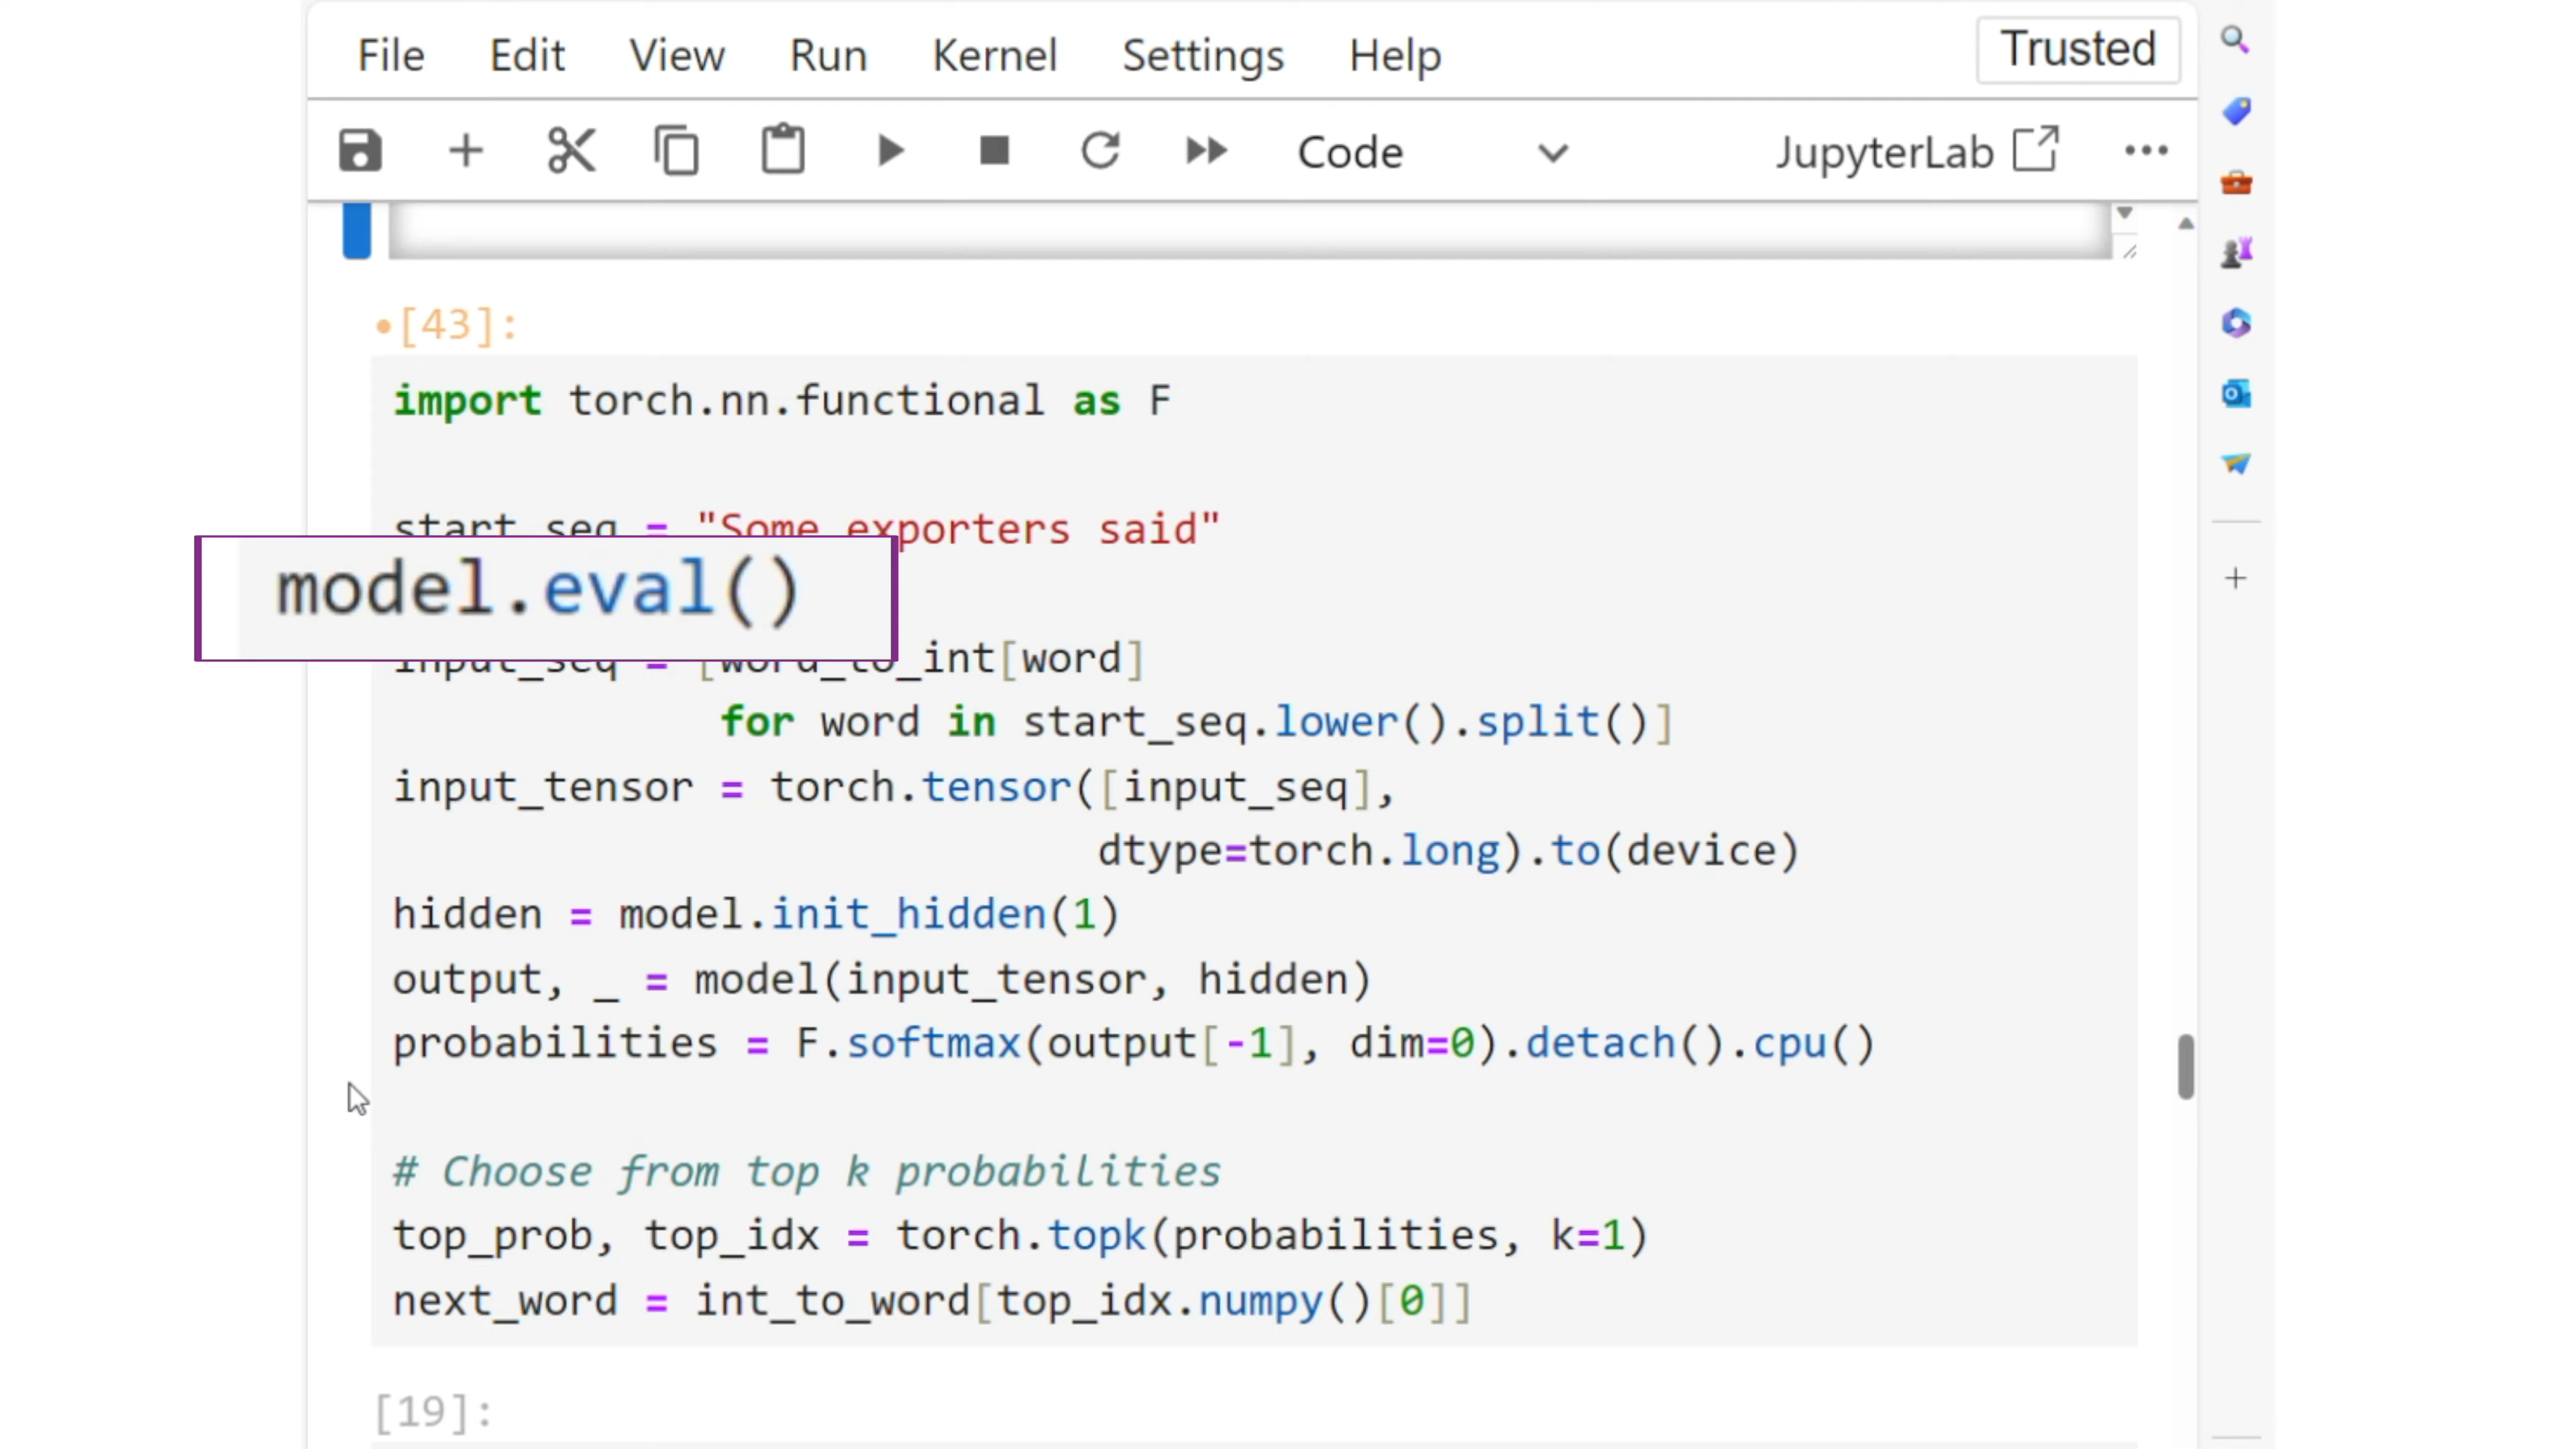 File Edit View Run Kernel Settings Help Trusted
Code JupyterLab
[43]:
import torch.nn.functional as F
start_seq = "Some exporters said"
model.eval()
input_seq = [word_to_int[word]
for word in start_seq.lower().split()]
input_tensor = torch.tensor([input_seq],
dtype=torch.long).to(device)
hidden = model.init_hidden(1)
output, _ = model(input_tensor, hidden)
probabilities = F.softmax(output[-1], dim=0).detach().cpu()
# Choose from top k probabilities
top_prob, top_idx = torch.topk(probabilities, k=1)
next_word = int_to_word[top_idx.numpy()[0]]
[19]: